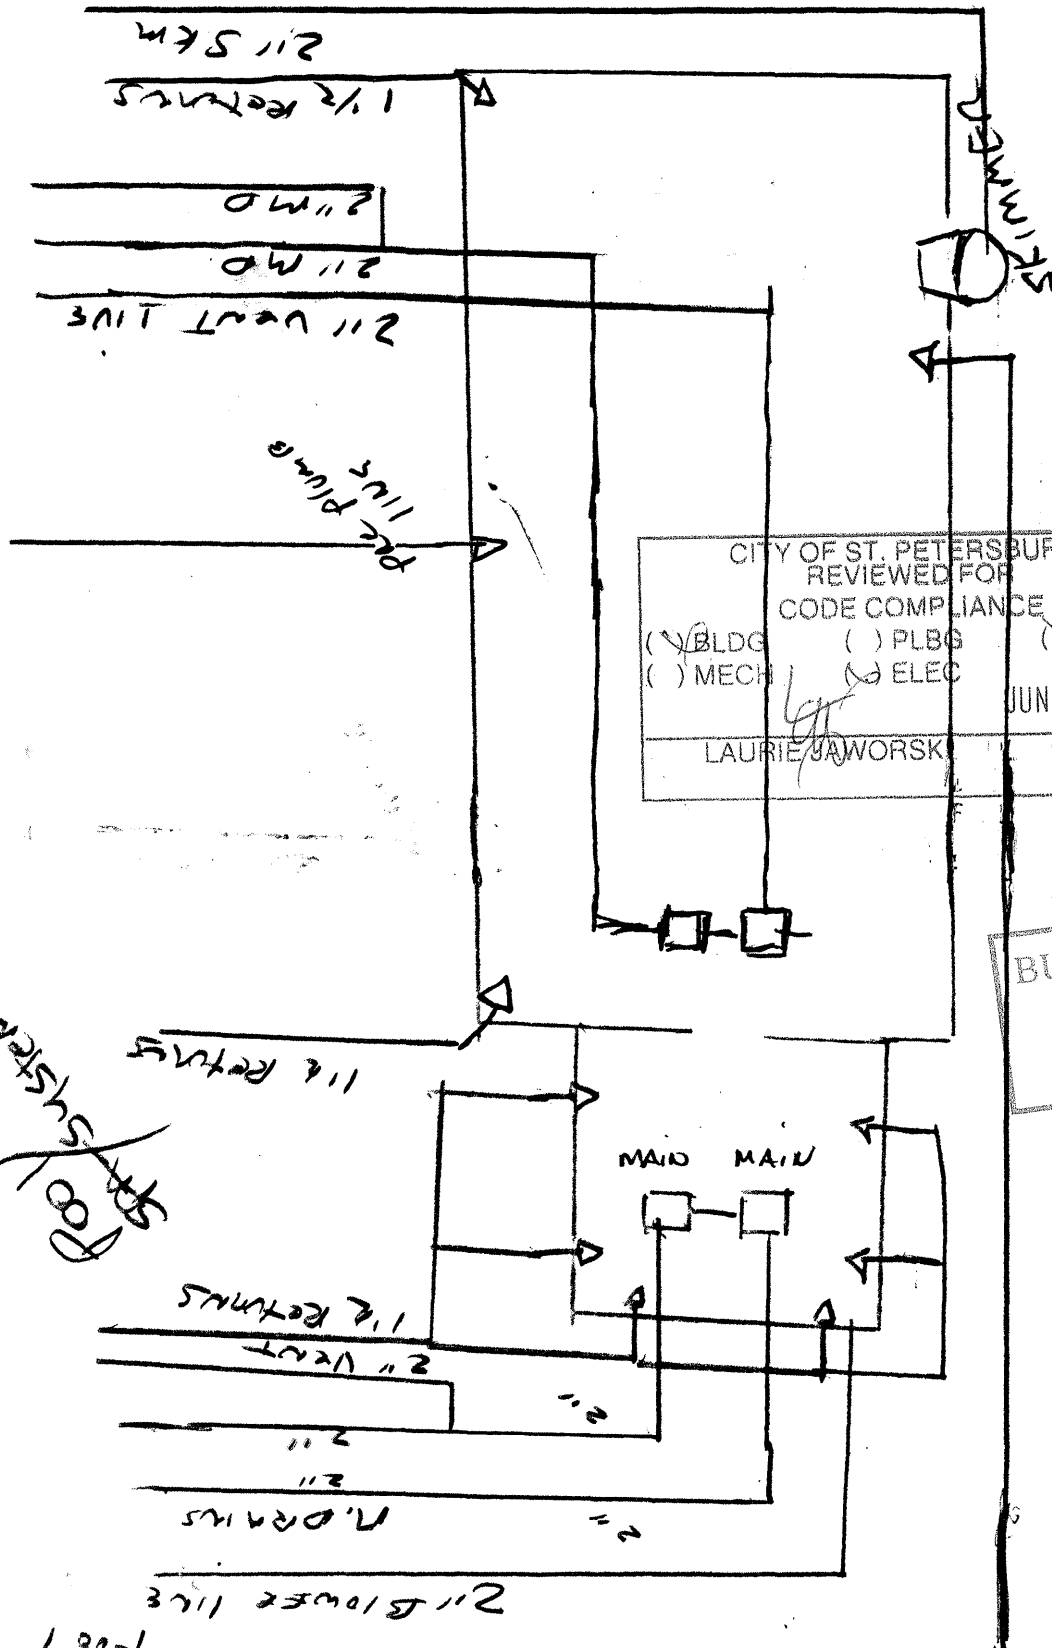 2" SKM
1 1/2 RETURNS
SKIMMER
2" MD
2" MD
2" VENT LINE
PRE PLUMB
LINE
CITY OF ST. PETERSBUR
REVIEWED FOR
CODE COMPLIANCE
( ) BLDG ( ) PLBG (
( ) MECH ( ) ELEC
JUN
LAURIE JAWORSK
BU
1 1/2 RETURNS
MAIN MAIN
1 1/2 RETURNS
2" VENT
2"
2"
2"
M. DRAINS
2"
2" BLOWER LINE